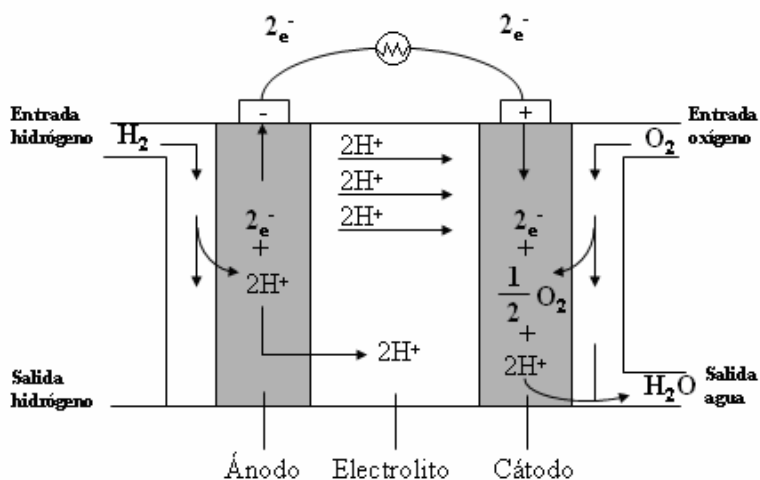 2e⁻
2e⁻
Entrada
hidrógeno
H₂
-
+
Entrada
oxígeno
O₂
2H⁺
2H⁺
2H⁺
2e⁻
+
2H⁺
2e⁻
+
1/2 O₂
+
2H⁺
2H⁺
Salida
hidrógeno
H₂O
Salida
agua
Ánodo
Electrolito
Cátodo